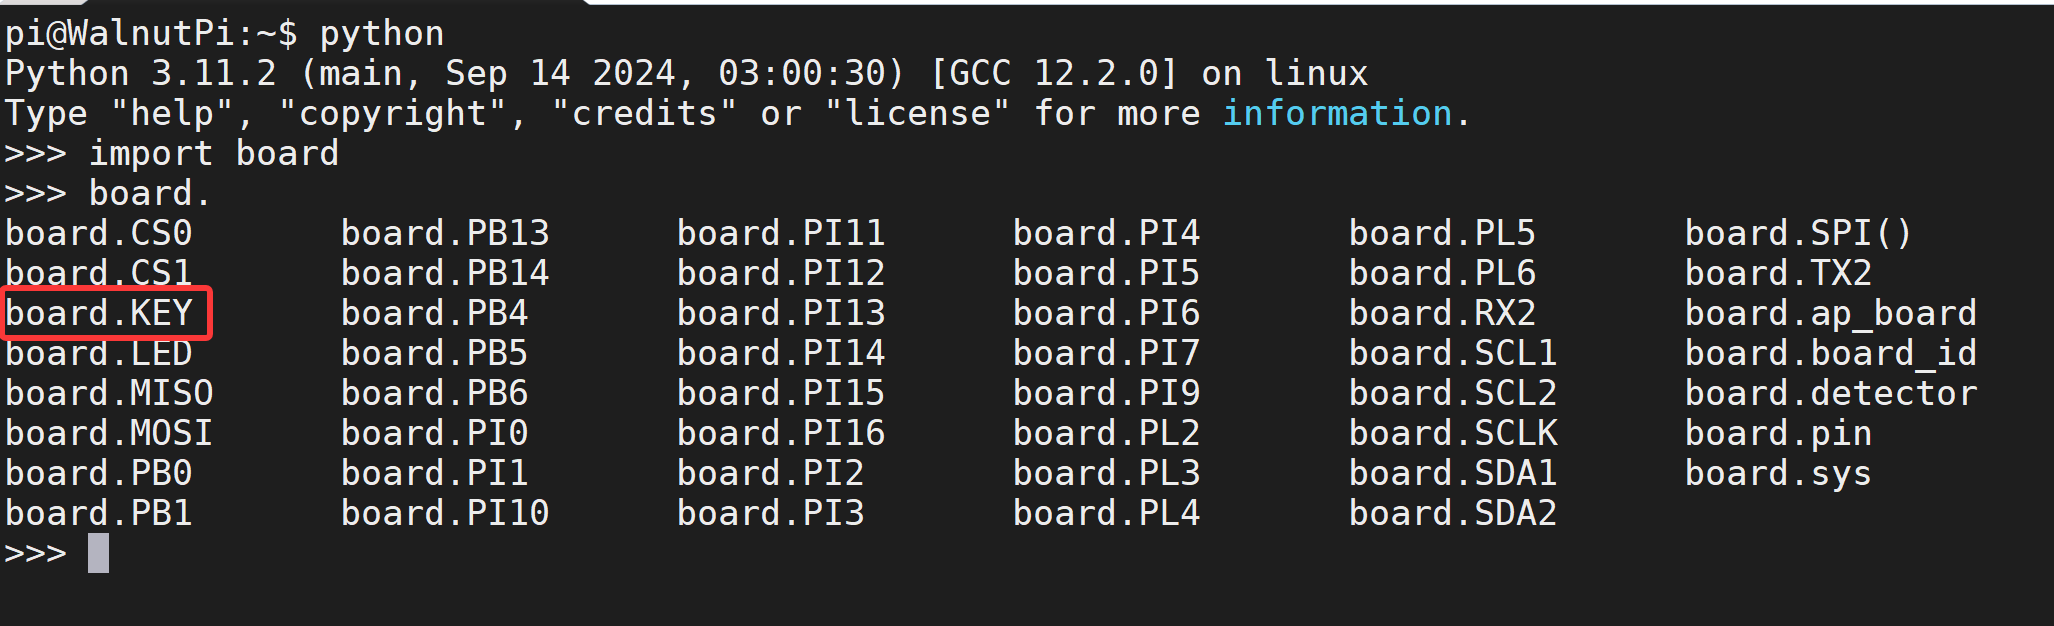 pi@WalnutPi:~$ python
Python 3.11.2 (main, Sep 14 2024, 03:00:30) [GCC 12.2.0] on linux
Type "help", "copyright", "credits" or "license" for more information.
>>> import board
>>> board.
board.CS0 board.PB13 board.PI11 board.PI4 board.PL5 board.SPI()
board.CS1 board.PB14 board.PI12 board.PI5 board.PL6 board.TX2
board.KEY board.PB4 board.PI13 board.PI6 board.RX2 board.ap_board
board.LED board.PB5 board.PI14 board.PI7 board.SCL1 board.board_id
board.MISO board.PB6 board.PI15 board.PI9 board.SCL2 board.detector
board.MOSI board.PI0 board.PI16 board.PL2 board.SCLK board.pin
board.PB0 board.PI1 board.PI2 board.PL3 board.SDA1 board.sys
board.PB1 board.PI10 board.PI3 board.PL4 board.SDA2
>>>